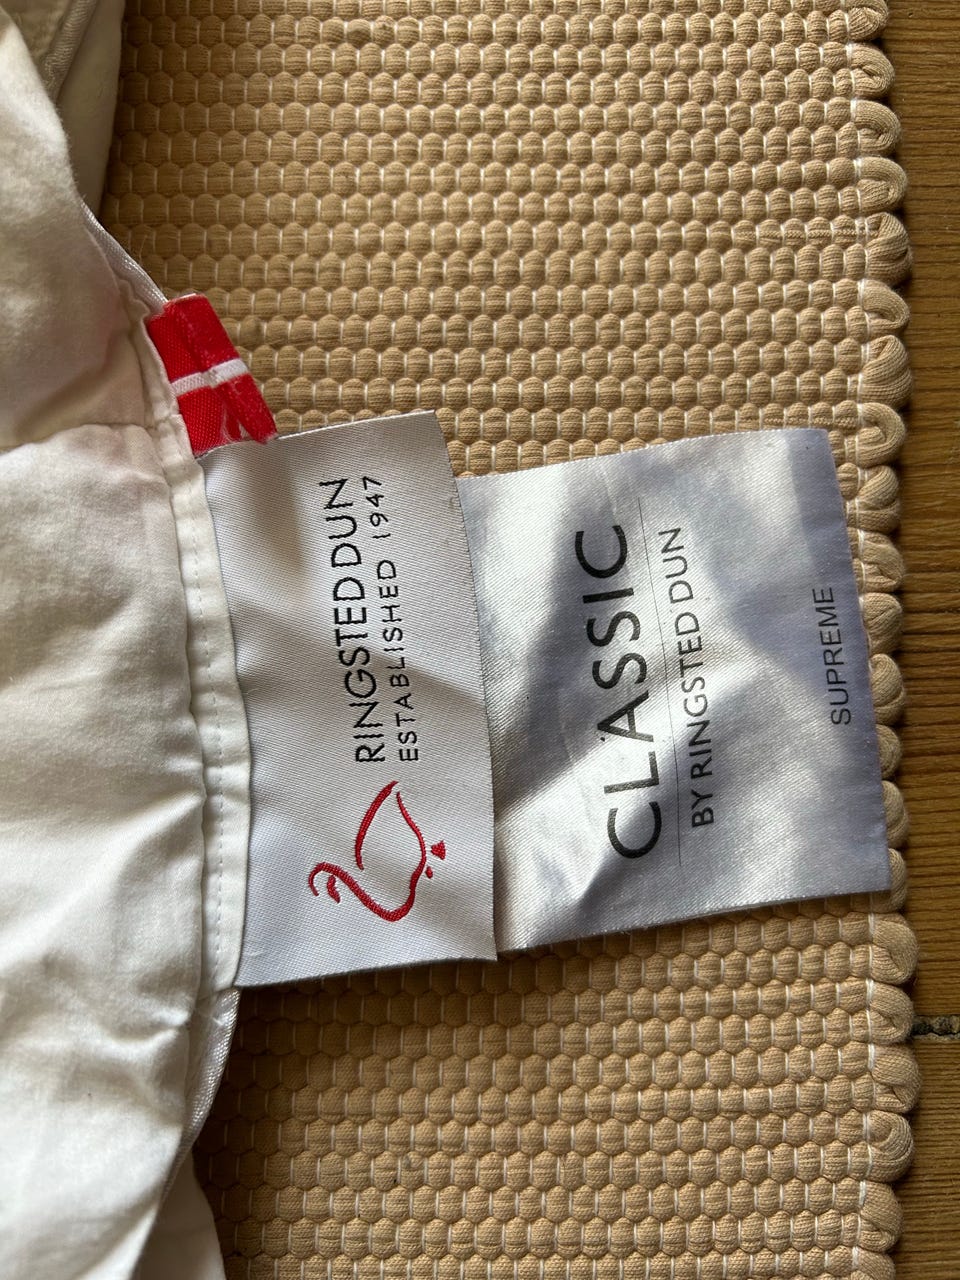 RINGSTED DUN
ESTABLISHED 1947
CLASSIC
BY RINGSTED DUN
SUPREME